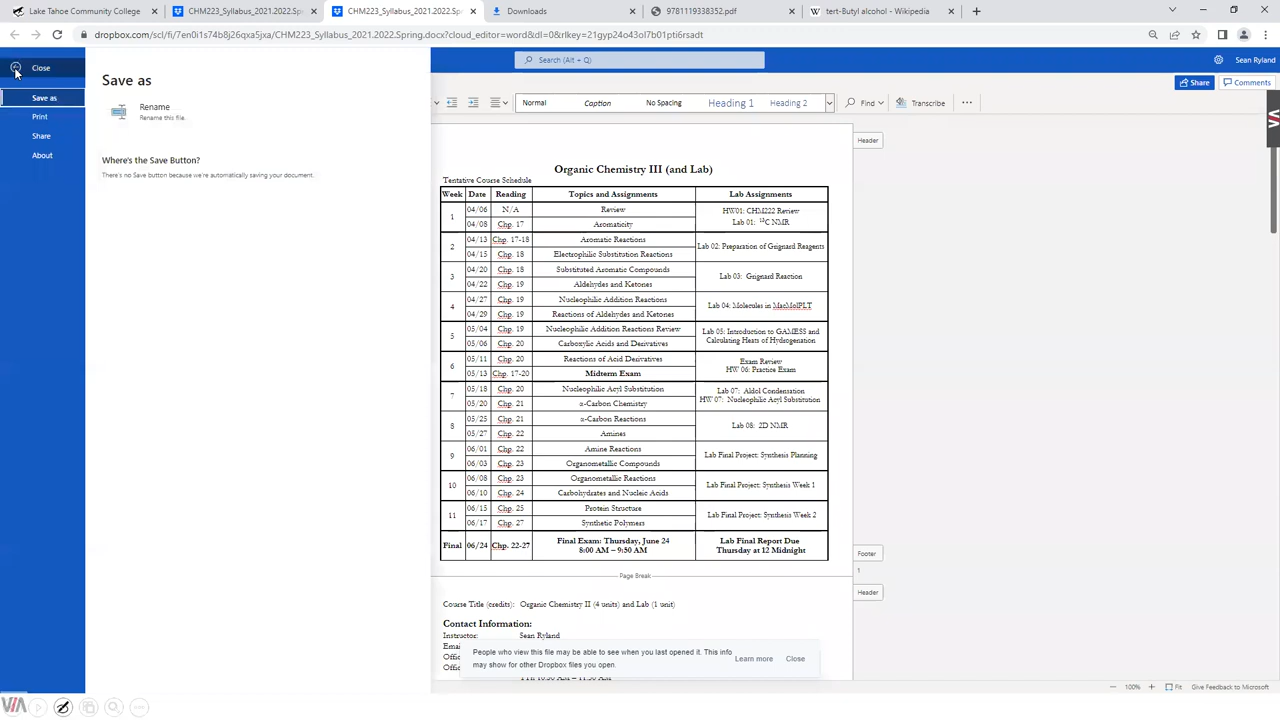 Lake Tahoe Community College
CHM223_Syllabus_2021.2022.Spring
CHM223_Syllabus_2021.2022.Spring
Downloads
9781119338352.pdf
tert-Butyl alcohol - Wikipedia
dropbox.com/scl/fi/7en0i1s74b8j26qxa5jxa/CHM223_Syllabus_2021.2022.Spring.docx?cloud_editor=word&dl=0&rlkey=21gyp24o43ol7b01pti6rsadt
Close
Search (Alt + Q)
Sean Ryland
Save as
Share
Comments
Save as
Print
Share
About
Rename
Rename this file.
Where's the Save Button?
There's no Save button because we're automatically saving your document.
Normal Caption No Spacing Heading 1 Heading 2
Find
Transcribe
Header
Organic Chemistry III (and Lab)
Tentative Course Schedule
Week Date Reading Topics and Assignments Lab Assignments
1 04/06 N/A Review HW01: CHM222 Review
04/08 Chp. 17 Aromaticity Lab 01: ¹³C NMR
2 04/13 Chp. 17-18 Aromatic Reactions Lab 02: Preparation of Grignard Reagents
04/15 Chp. 18 Electrophilic Substitution Reactions
3 04/20 Chp. 18 Substituted Aromatic Compounds Lab 03: Grignard Reaction
04/22 Chp. 19 Aldehydes and Ketones
4 04/27 Chp. 19 Nucleophilic Addition Reactions Lab 04: Molecules in MacMolPLT
04/29 Chp. 19 Reactions of Aldehydes and Ketones
5 05/04 Chp. 19 Nucleophilic Addition Reactions Review Lab 05: Introduction to GAMESS and
05/06 Chp. 20 Carboxylic Acids and Derivatives Calculating Heats of Hydrogenation
6 05/11 Chp. 20 Reactions of Acid Derivatives Exam Review
05/13 Chp. 17-20 Midterm Exam HW 06: Practice Exam
7 05/18 Chp. 20 Nucleophilic Acyl Substitution Lab 07: Aldol Condensation
05/20 Chp. 21 α-Carbon Chemistry HW 07: Nucleophilic Acyl Substitution
8 05/25 Chp. 21 α-Carbon Reactions Lab 08: 2D NMR
05/27 Chp. 22 Amines
9 06/01 Chp. 22 Amine Reactions Lab Final Project: Synthesis Planning
06/03 Chp. 23 Organometallic Compounds
10 06/08 Chp. 23 Organometallic Reactions Lab Final Project: Synthesis Week 1
06/10 Chp. 24 Carbohydrates and Nucleic Acids
11 06/15 Chp. 25 Protein Structure Lab Final Project: Synthesis Week 2
06/17 Chp. 27 Synthetic Polymers
Final 06/24 Chp. 22-27 Final Exam: Thursday, June 24 Lab Final Report Due
8:00 AM – 9:50 AM Thursday at 12 Midnight
Footer
1
Page Break
Header
Course Title (credits): Organic Chemistry II (4 units) and Lab (1 unit)
Contact Information:
Instructor: Sean Ryland
People who view this file may be able to see when you last opened it. This info
may show for other Dropbox files you open.
Learn more
Close
100%
Fit
Give Feedback to Microsoft
VIA